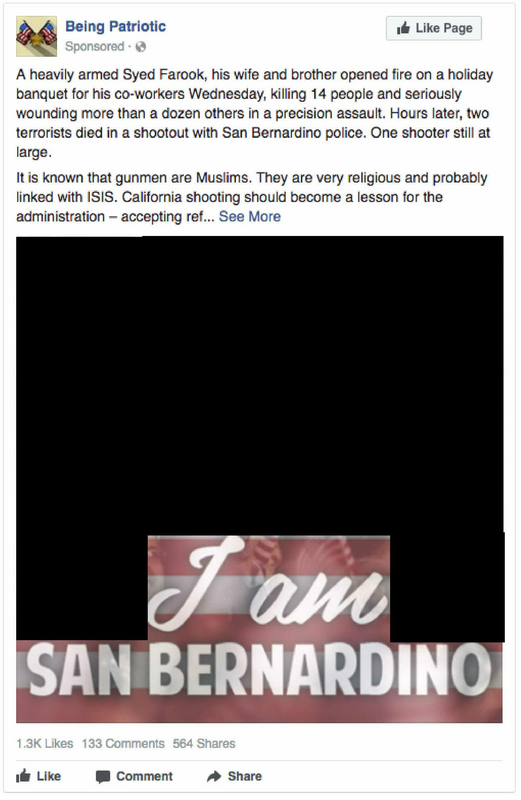 Being Patriotic
Like Page
Sponsored ·
A heavily armed Syed Farook, his wife and brother opened fire on a holiday
banquet for his co-workers Wednesday, killing 14 people and seriously
wounding more than a dozen others in a precision assault. Hours later, two
terrorists died in a shootout with San Bernardino police. One shooter still at
large.
It is known that gunmen are Muslims. They are very religious and probably
linked with ISIS. California shooting should become a lesson for the
administration – accepting ref... See More
I am
SAN BERNARDINO
1.3K Likes 133 Comments 564 Shares
Like Comment Share